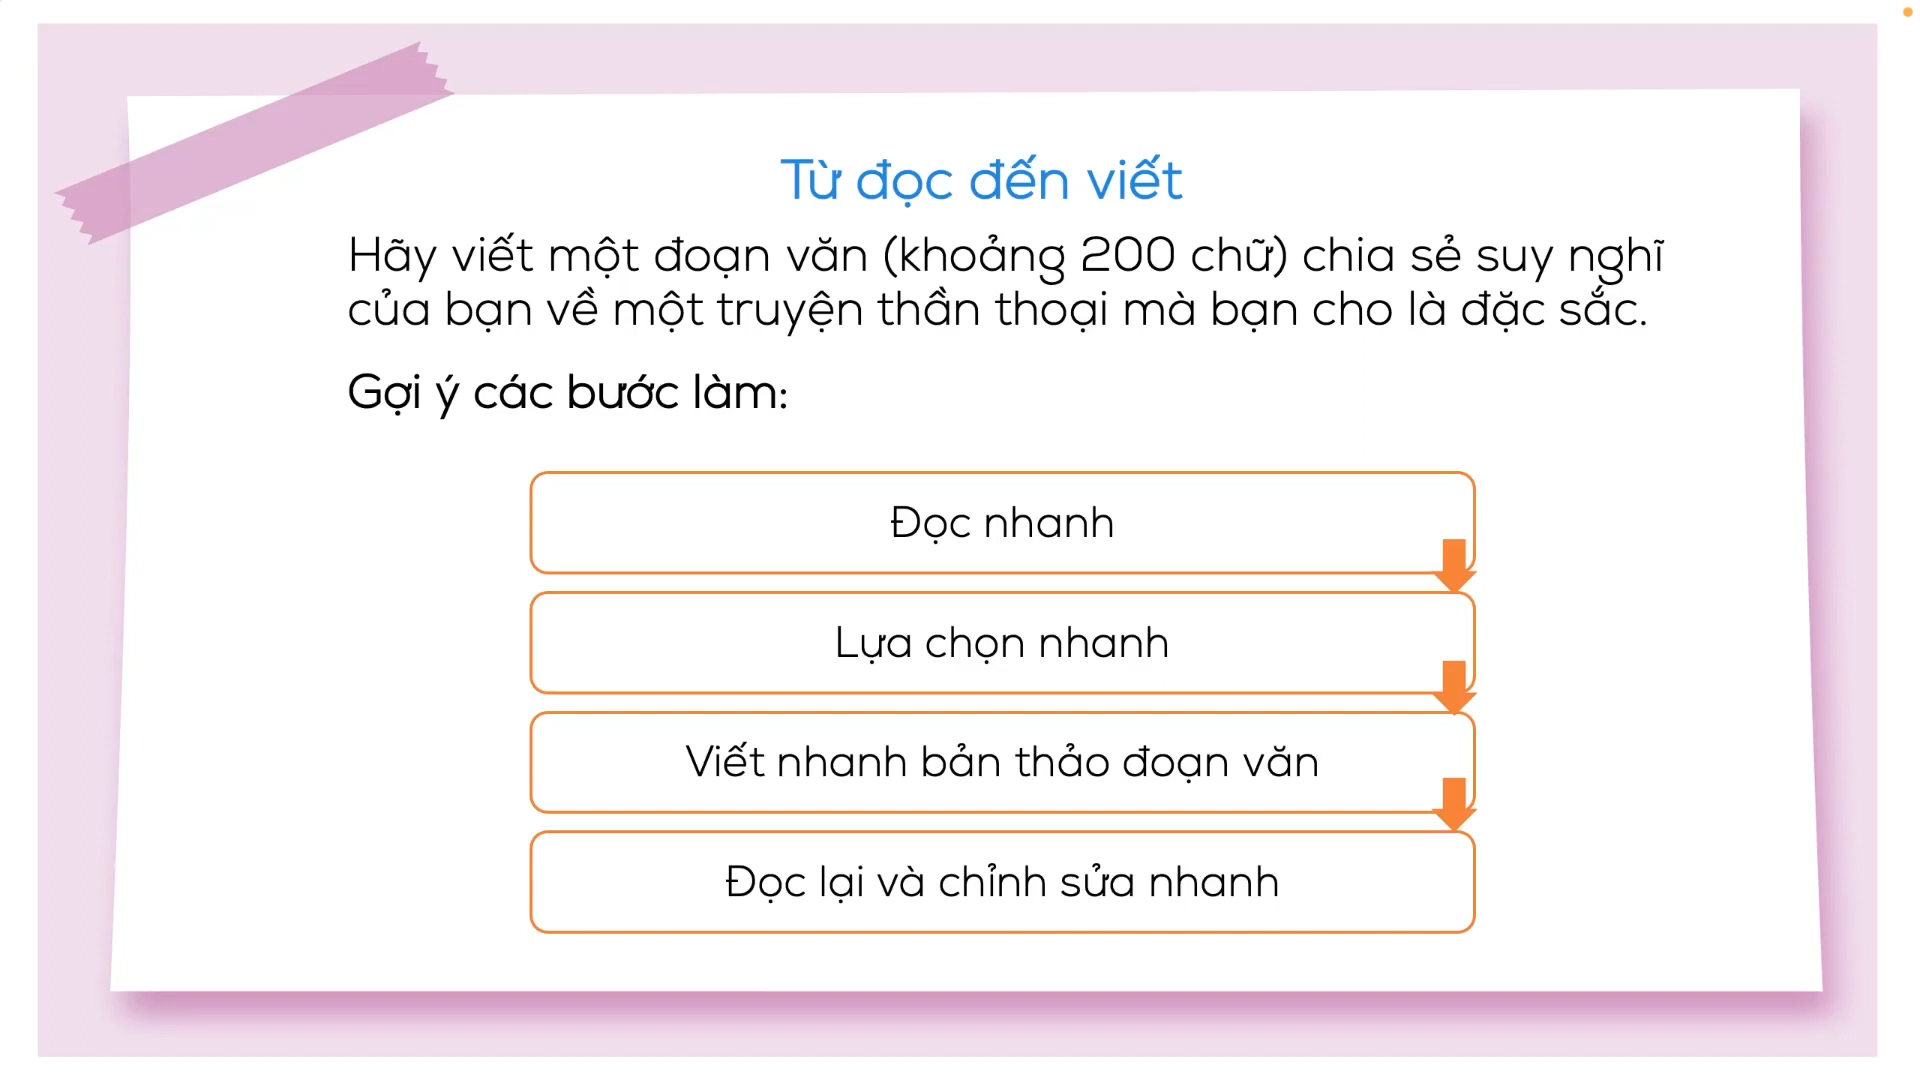 Từ đọc đến viết
Hãy viết một đoạn văn (khoảng 200 chữ) chia sẻ suy nghĩ
của bạn về một truyện thần thoại mà bạn cho là đặc sắc.
Gợi ý các bước làm:
Đọc nhanh
Lựa chọn nhanh
Viết nhanh bản thảo đoạn văn
Đọc lại và chỉnh sửa nhanh